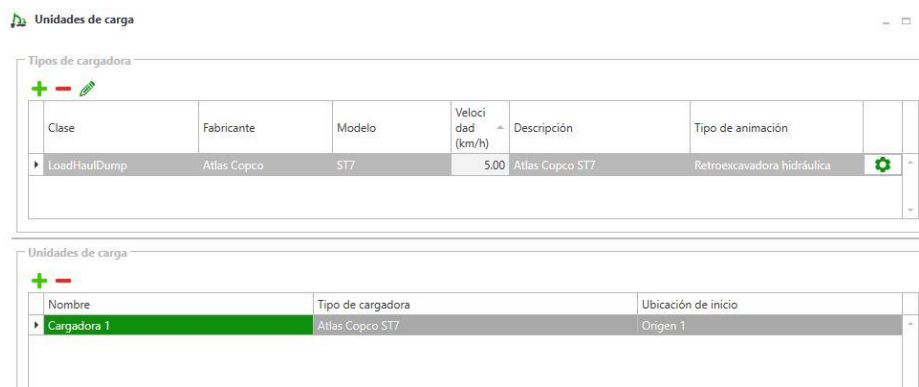 Unidades de carga
Tipos de cargadora
Clase Fabricante Modelo Veloci
dad
(km/h) Descripción Tipo de animación
LoadHaulDump Atlas Copco ST7 5.00 Atlas Copco ST7 Retroexcavadora hidráulica
Unidades de carga
Nombre Tipo de cargadora Ubicación de inicio
Cargadora 1 Atlas Copco ST7 Origen 1